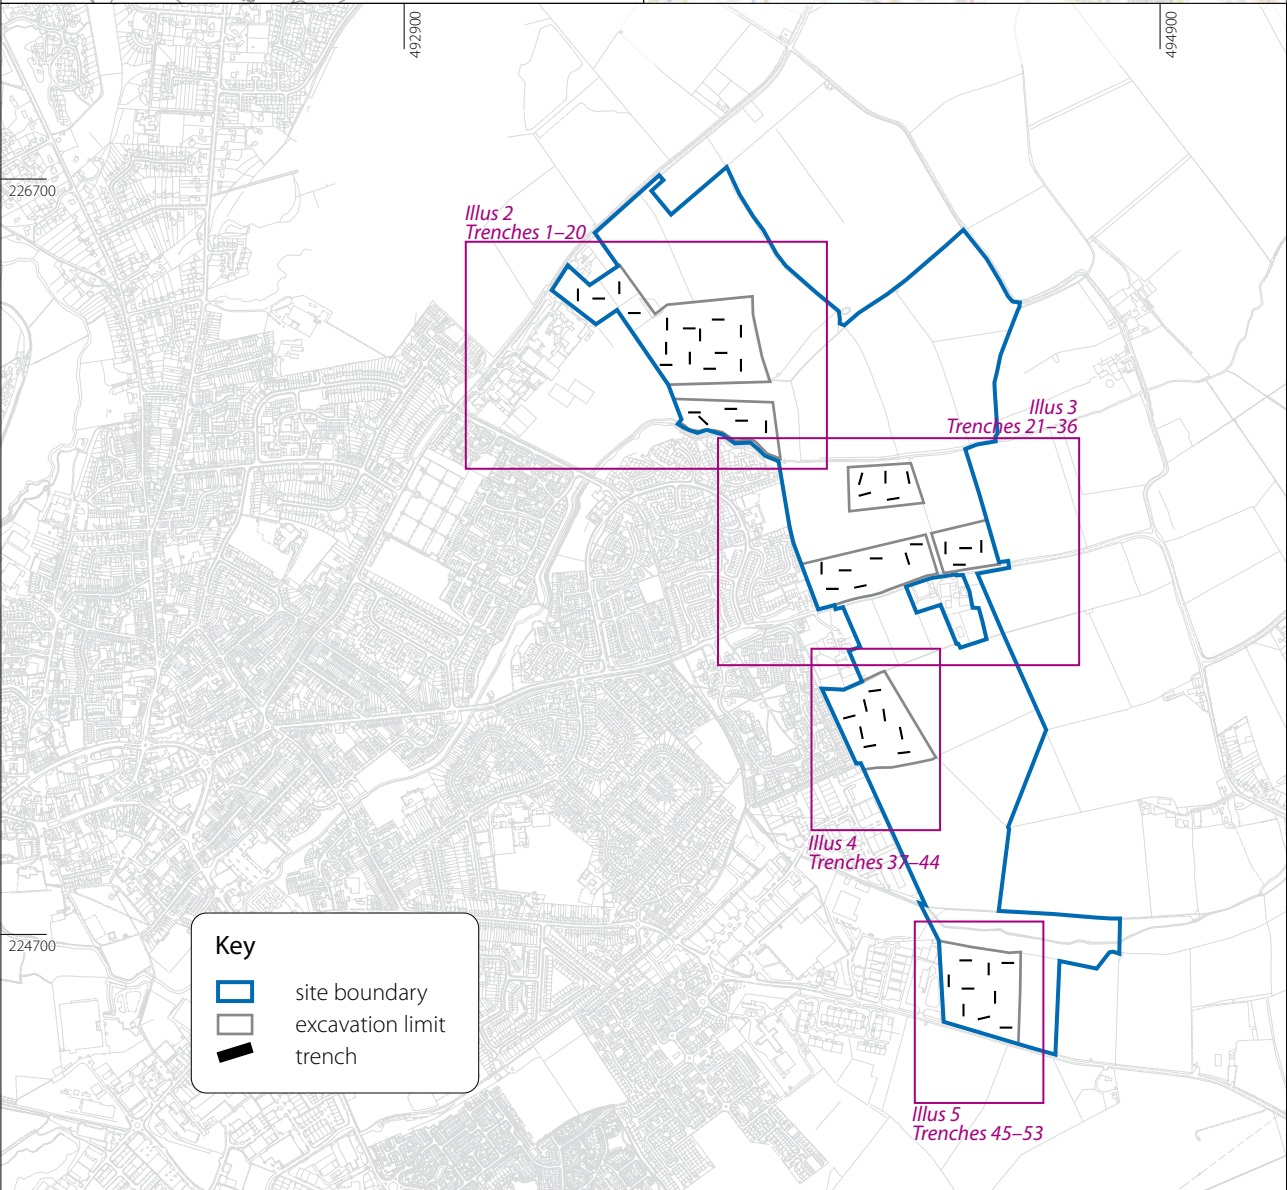 492900
494900
226700
Illus 2
Trenches 1–20
Illus 3
Trenches 21–36
Illus 4
Trenches 37–44
224700
Key
site boundary
excavation limit
trench
Illus 5
Trenches 45–53